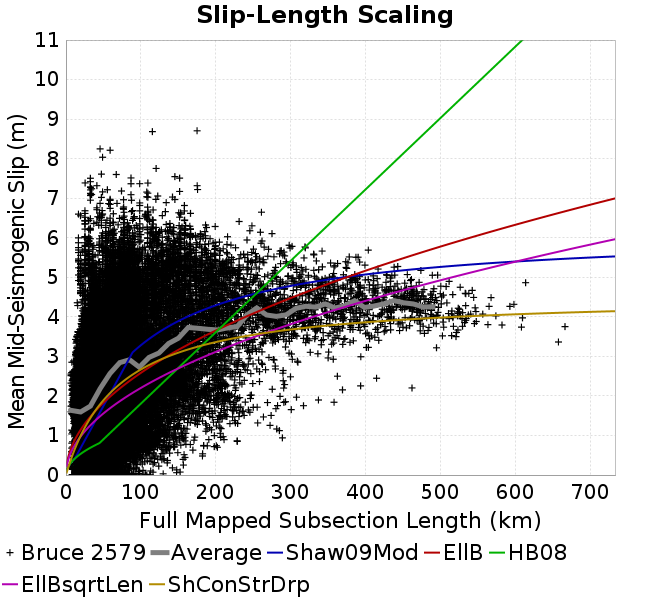 Slip-Length Scaling
Mean Mid-Seismogenic Slip (m)
11
10
9
8
7
6
5
4
3
2
1
0
0 100 200 300 400 500 600 700
Full Mapped Subsection Length (km)
Bruce 2579 Average Shaw09Mod EllB HB08
EllBsqrtLen ShConStrDrp